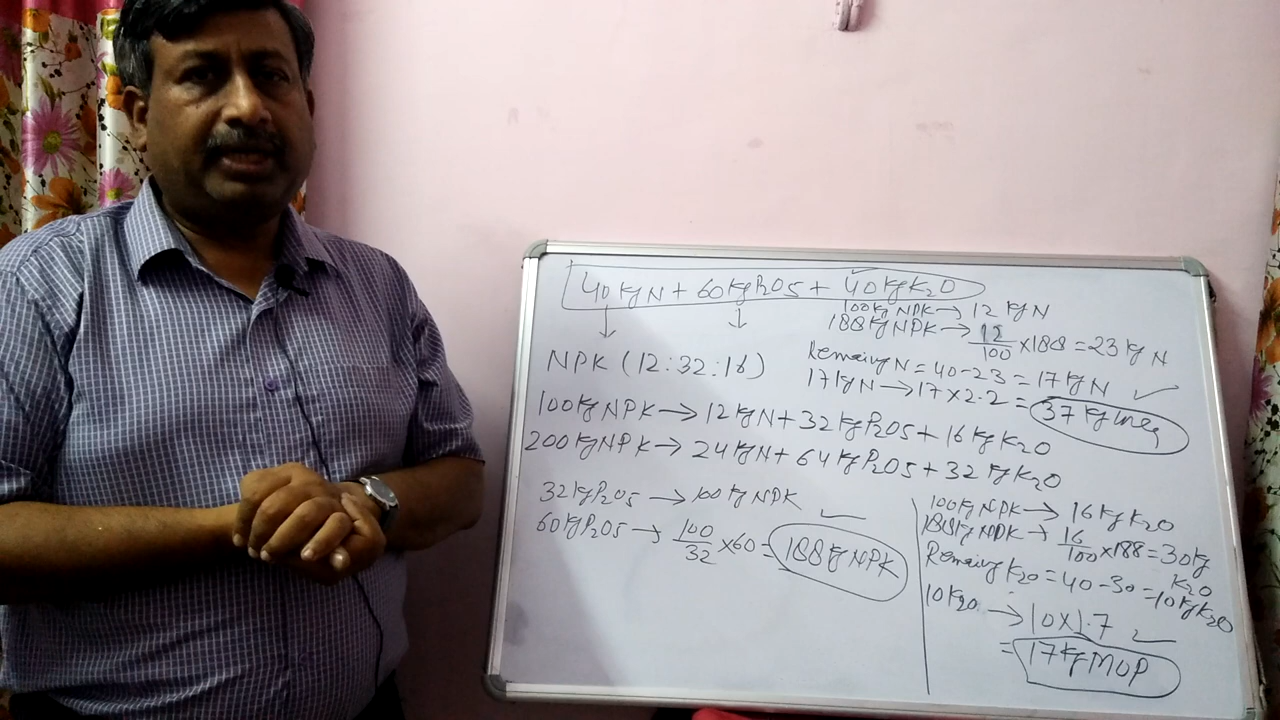 40 kg N + 60 kg P2O5 + 40 kg K2O
100 kg NPK → 12 kg N
188 kg NPK → 12/100 × 188 = 23 kg N
Remaing N = 40 - 23 = 17 kg N
17 kg N → 17 × 2.2 = 37 kg urea
NPK (12:32:16)
100 kg NPK → 12 kg N + 32 kg P2O5 + 16 kg K2O
200 kg NPK → 24 kg N + 64 kg P2O5 + 32 kg K2O
32 kg P2O5 → 100 kg NPK
60 kg P2O5 → 100/32 × 60 = 188 kg NPK
100 kg NPK → 16 kg K2O
188 kg NPK → 16/100 × 188 = 30 kg K2O
Remaing K2O = 40 - 30 = 10 kg K2O
10 K2O → 10 × 1.7
= 17 kg MOP